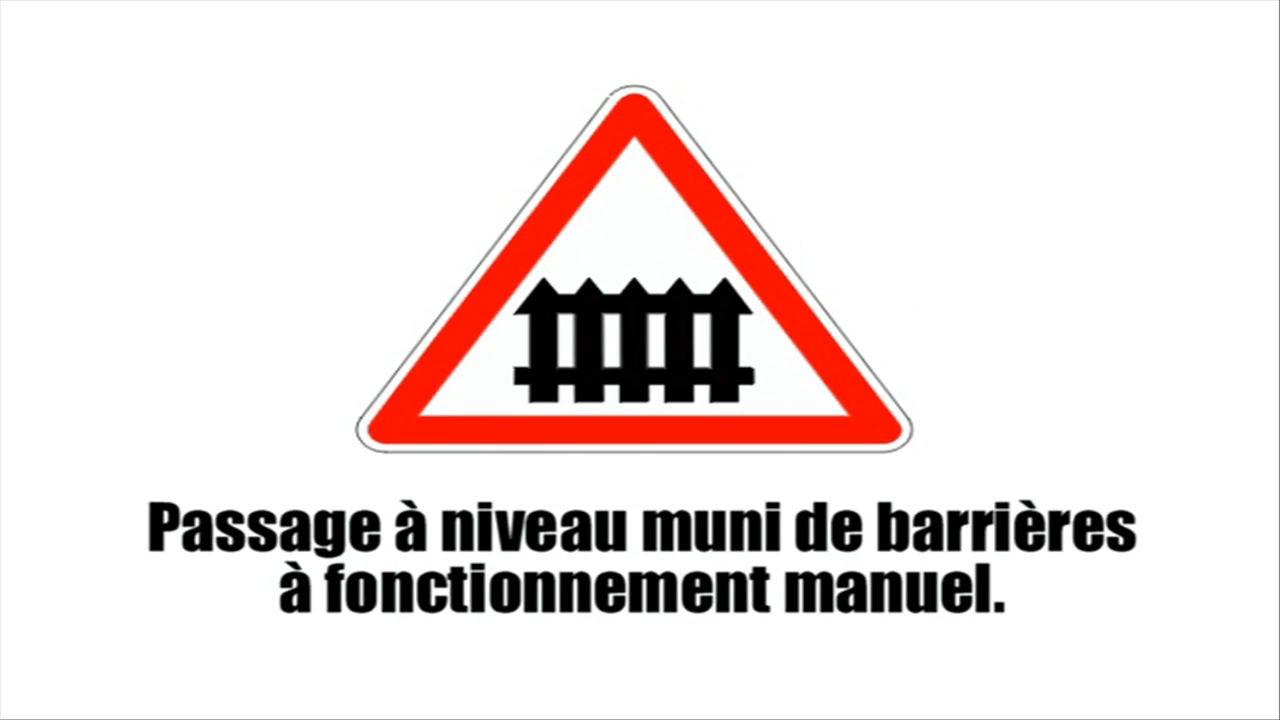 Passage à niveau muni de barrières
à fonctionnement manuel.